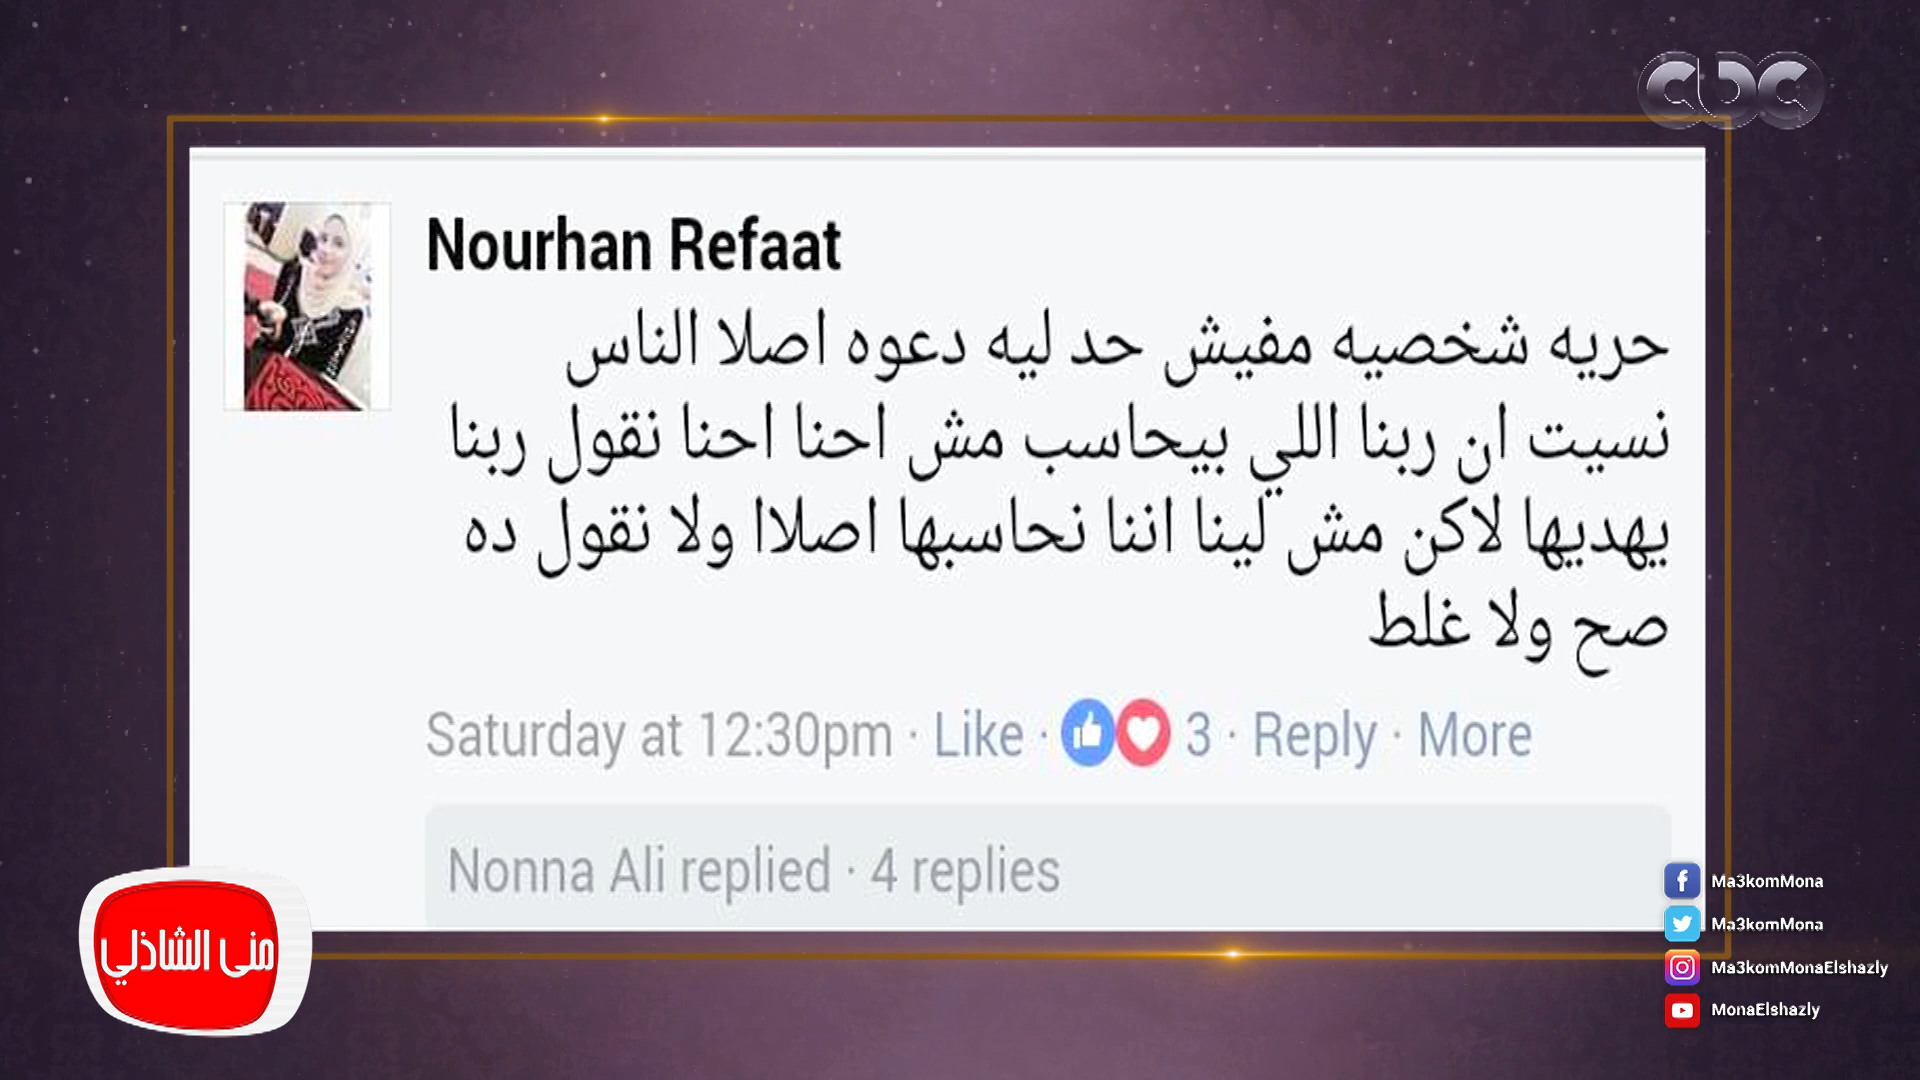 cbc
Nourhan Refaat
حريه شخصيه مفيش حد ليه دعوه اصلا الناس
نسيت ان ربنا اللي بيحاسب مش احنا احنا نقول ربنا
يهديها لاكن مش لينا اننا نحاسبها اصلاا ولا نقول ده
صح ولا غلط
Saturday at 12:30pm · Like · 3 · Reply · More
Nonna Ali replied · 4 replies
منى الشاذلي
Ma3komMona
Ma3komMona
Ma3komMonaElshazly
MonaElshazly